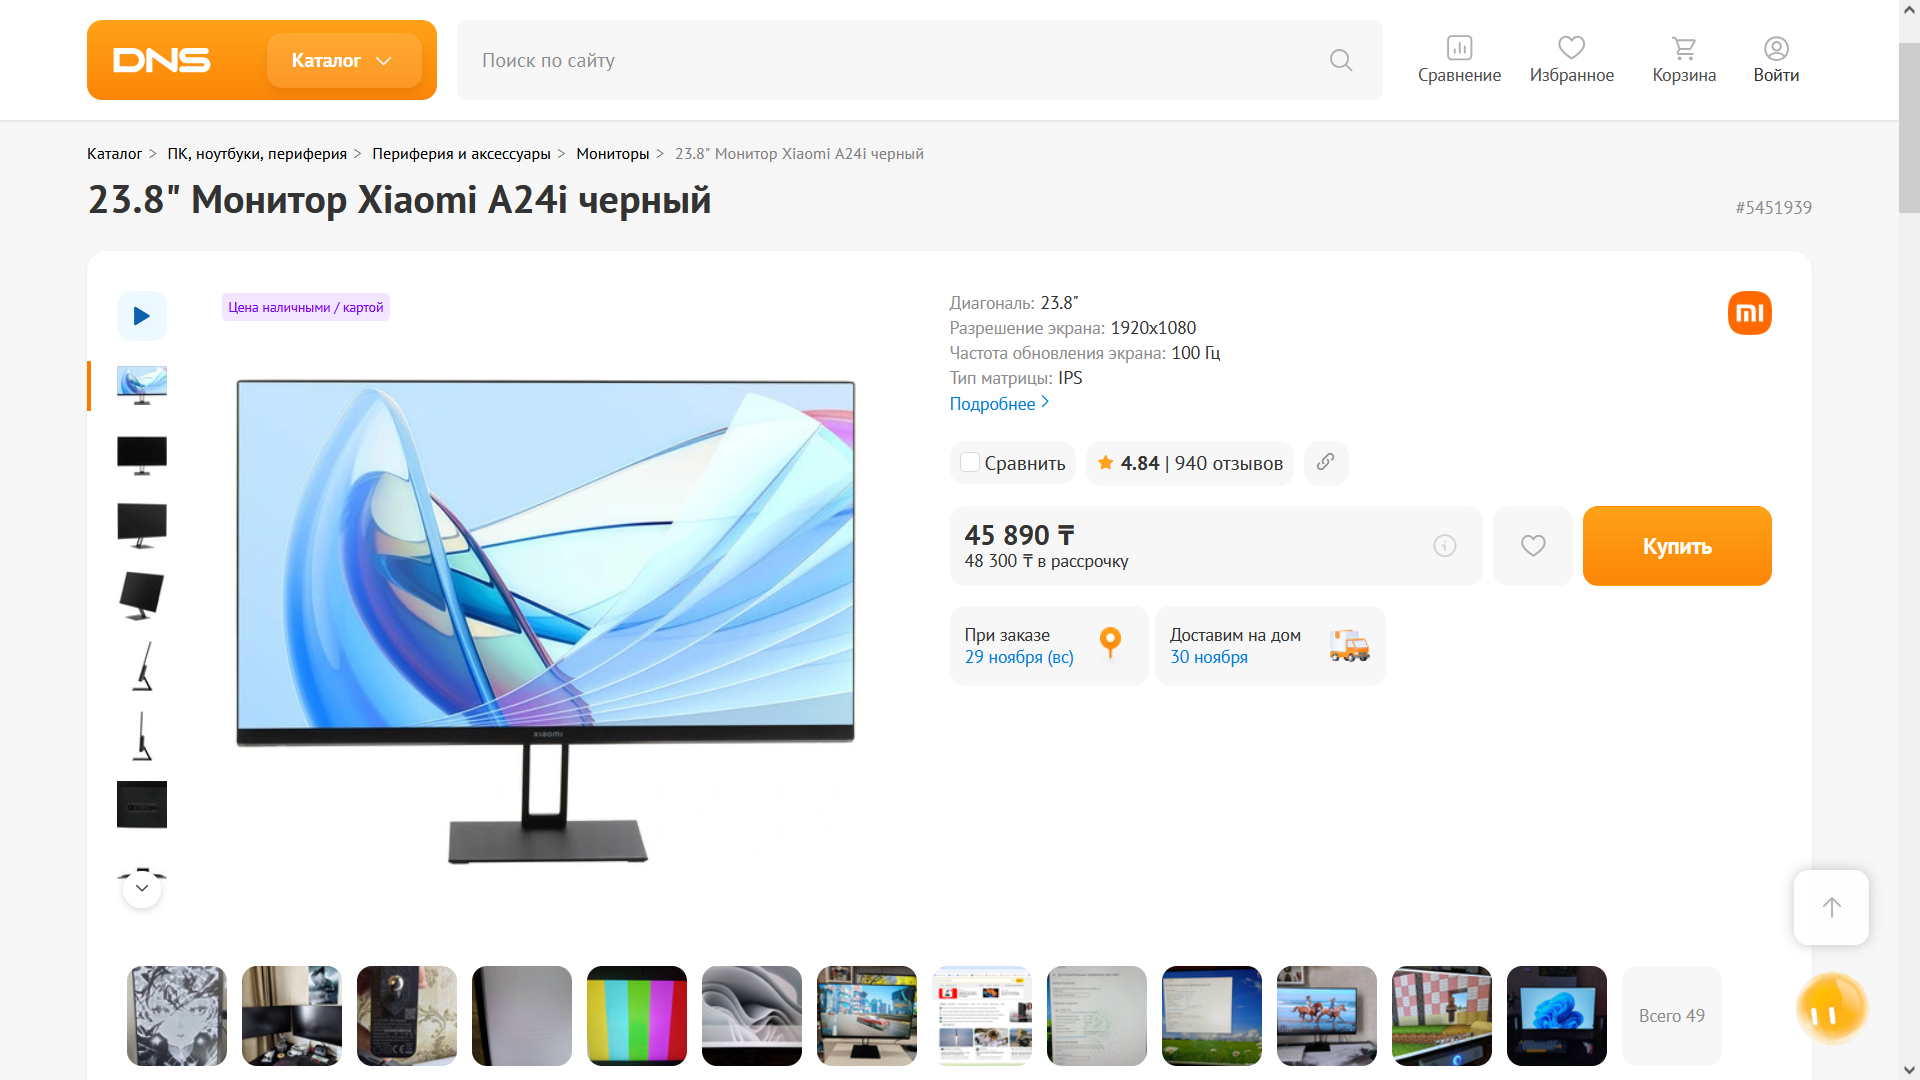 DNS
Каталог
Поиск по сайту
Сравнение
Избранное
Корзина
Войти
Каталог > ПК, ноутбуки, периферия > Периферия и аксессуары > Мониторы > 23.8" Монитор Xiaomi A24i черный
23.8" Монитор Xiaomi A24i черный
#5451939
Цена наличными / картой
xiaomi
Диагональ: 23.8"
Разрешение экрана: 1920x1080
Частота обновления экрана: 100 Гц
Тип матрицы: IPS
Подробнее
mi
Сравнить
4.84 | 940 отзывов
45 890 ₸
48 300 ₸ в рассрочку
Купить
При заказе
29 ноября (вс)
Доставим на дом
30 ноября
Всего 49